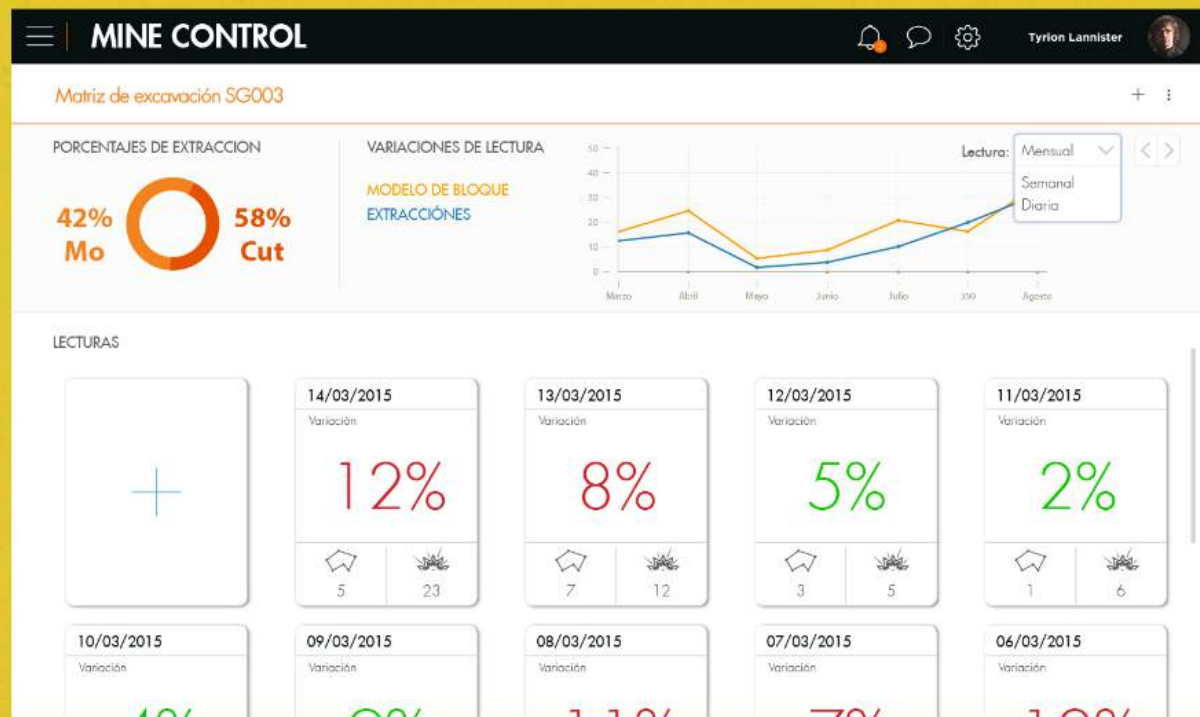 MINE CONTROL
2
Tyrion Lannister
Matriz de excavación SG003
PORCENTAJES DE EXTRACCION
42%
Mo
58%
Cut
VARIACIONES DE LECTURA
MODELO DE BLOQUE
EXTRACCIÓNES
50
40
30
20
10
0
Marzo
Abril
Mayo
Junio
Julio
350
Agosto
Lectura:
Mensual
Semanal
Diaria
LECTURAS
14/03/2015
Variación
12%
5
23
13/03/2015
Variación
8%
7
12
12/03/2015
Variación
5%
3
5
11/03/2015
Variación
2%
1
6
10/03/2015
Variación
09/03/2015
Variación
08/03/2015
Variación
11%
07/03/2015
Variación
7%
06/03/2015
Variación